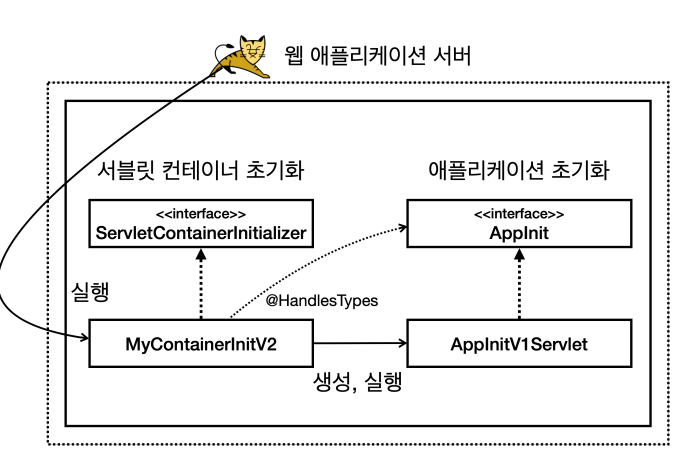 웹 애플리케이션 서버
서블릿 컨테이너 초기화
애플리케이션 초기화
<<interface>>
ServletContainerInitializer
<<interface>>
AppInit
실행
@HandlesTypes
MyContainerInitV2
AppInitV1Servlet
생성, 실행